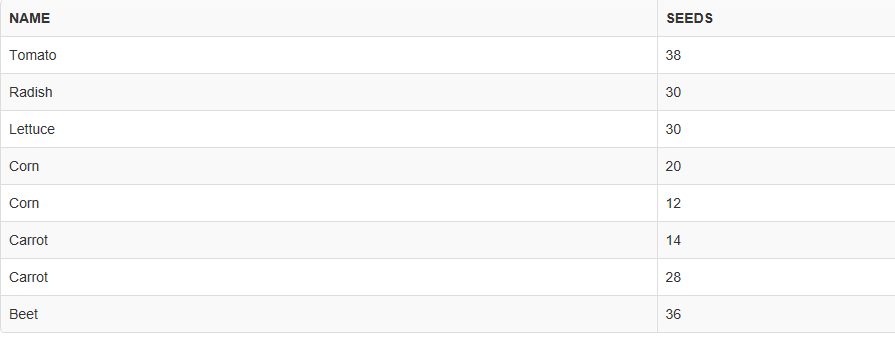 NAME SEEDS
Tomato 38
Radish 30
Lettuce 30
Corn 20
Corn 12
Carrot 14
Carrot 28
Beet 36